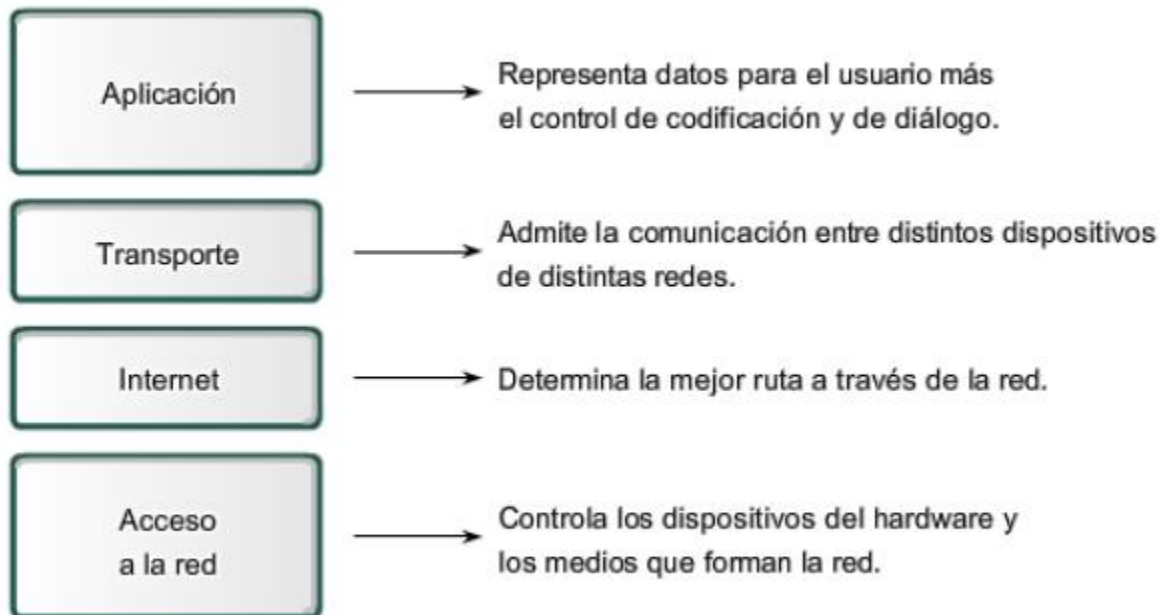 Aplicación
Representa datos para el usuario más
el control de codificación y de diálogo.
Transporte
Admite la comunicación entre distintos dispositivos
de distintas redes.
Internet
Determina la mejor ruta a través de la red.
Acceso
a la red
Controla los dispositivos del hardware y
los medios que forman la red.